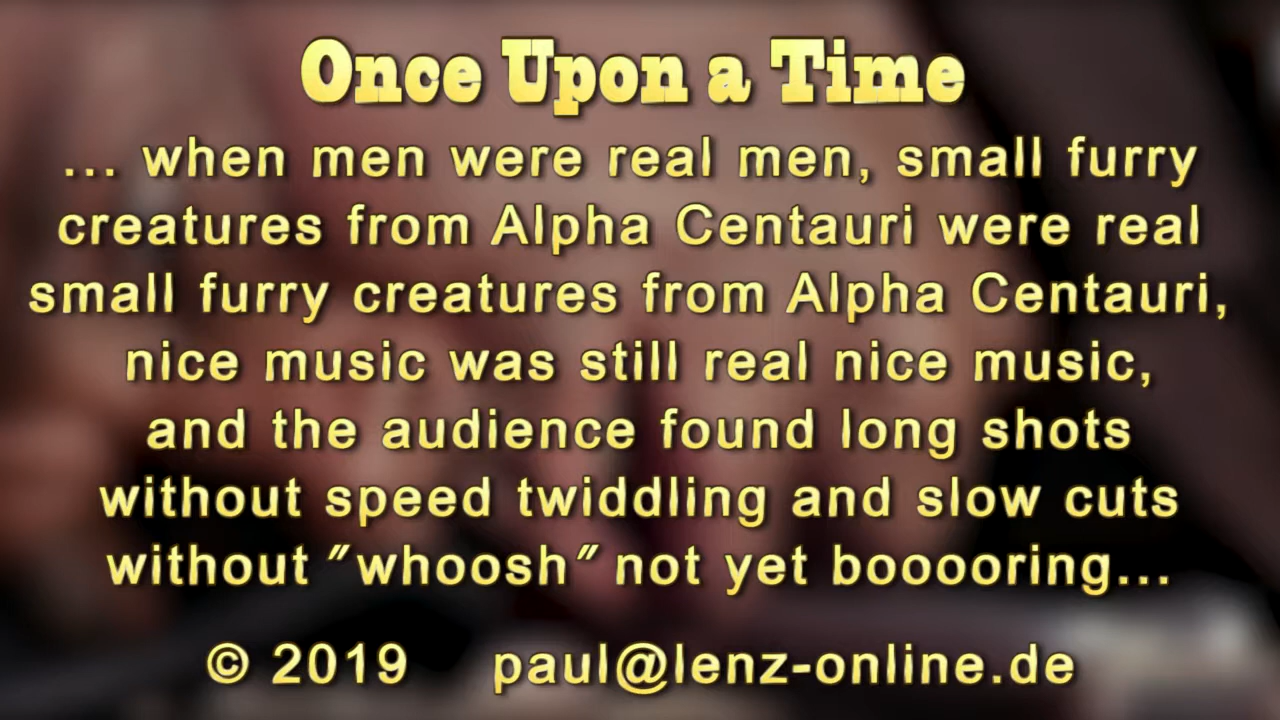 Once Upon a Time
... when men were real men, small furry
creatures from Alpha Centauri were real
small furry creatures from Alpha Centauri,
nice music was still real nice music,
and the audience found long shots
without speed twiddling and slow cuts
without "whoosh" not yet booooring...
© 2019 paul@lenz-online.de